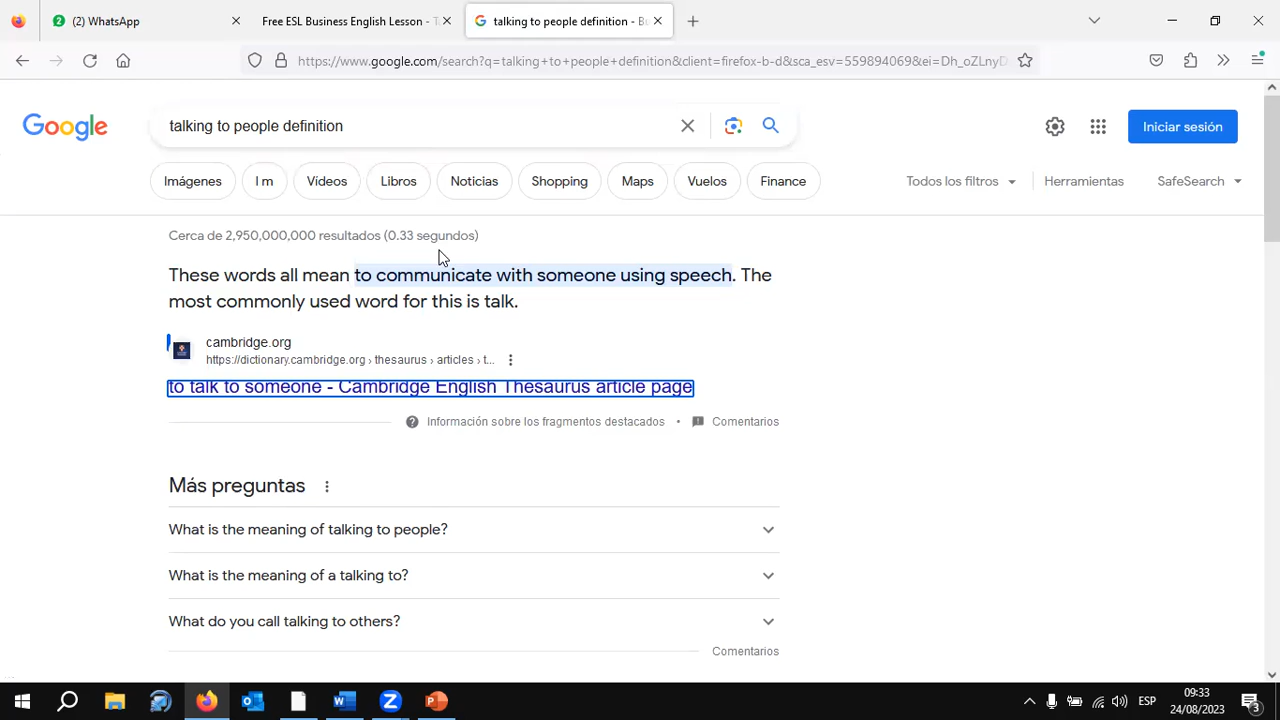 (2) WhatsApp
Free ESL Business English Lesson - T
talking to people definition - B
https://www.google.com/search?q=talking+to+people+definition&client=firefox-b-d&sca_esv=559894069&ei=Dh_oZLnyD
Google
talking to people definition
Iniciar sesión
Imágenes
I m
Vídeos
Libros
Noticias
Shopping
Maps
Vuelos
Finance
Todos los filtros
Herramientas
SafeSearch
Cerca de 2,950,000,000 resultados (0.33 segundos)
These words all mean to communicate with someone using speech. The
most commonly used word for this is talk.
cambridge.org
https://dictionary.cambridge.org › thesaurus › articles › t...
to talk to someone - Cambridge English Thesaurus article page
Información sobre los fragmentos destacados • Comentarios
Más preguntas
What is the meaning of talking to people?
What is the meaning of a talking to?
What do you call talking to others?
Comentarios
ESP
09:33
24/08/2023
3